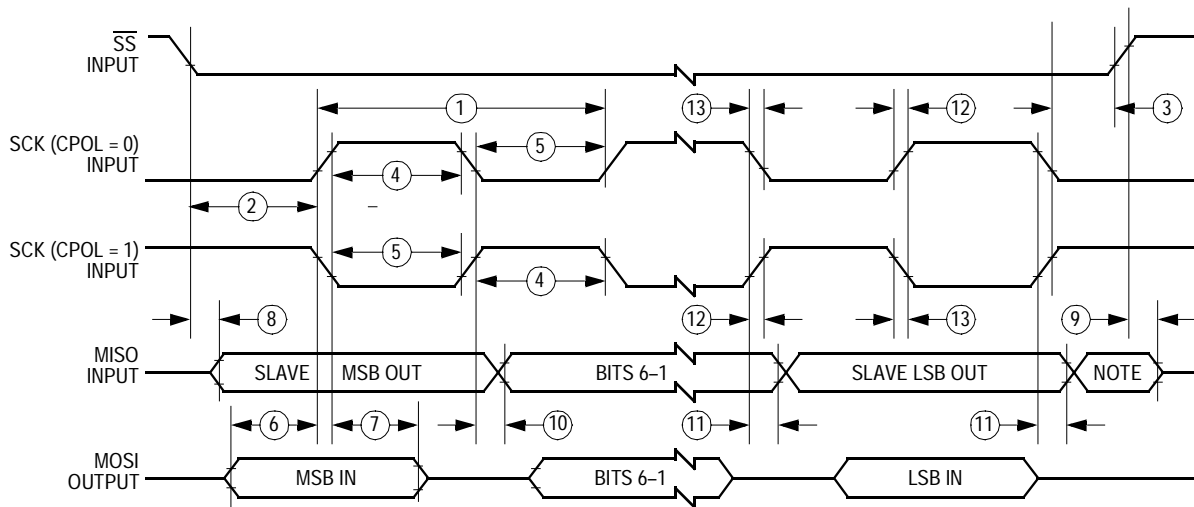 SS
INPUT
1
13
12
3
SCK (CPOL = 0)
INPUT
5
4
2
SCK (CPOL = 1)
INPUT
5
4
8
12
13
9
MISO
INPUT
SLAVE MSB OUT
BITS 6–1
SLAVE LSB OUT
NOTE
6
7
10
11
11
MOSI
OUTPUT
MSB IN
BITS 6–1
LSB IN